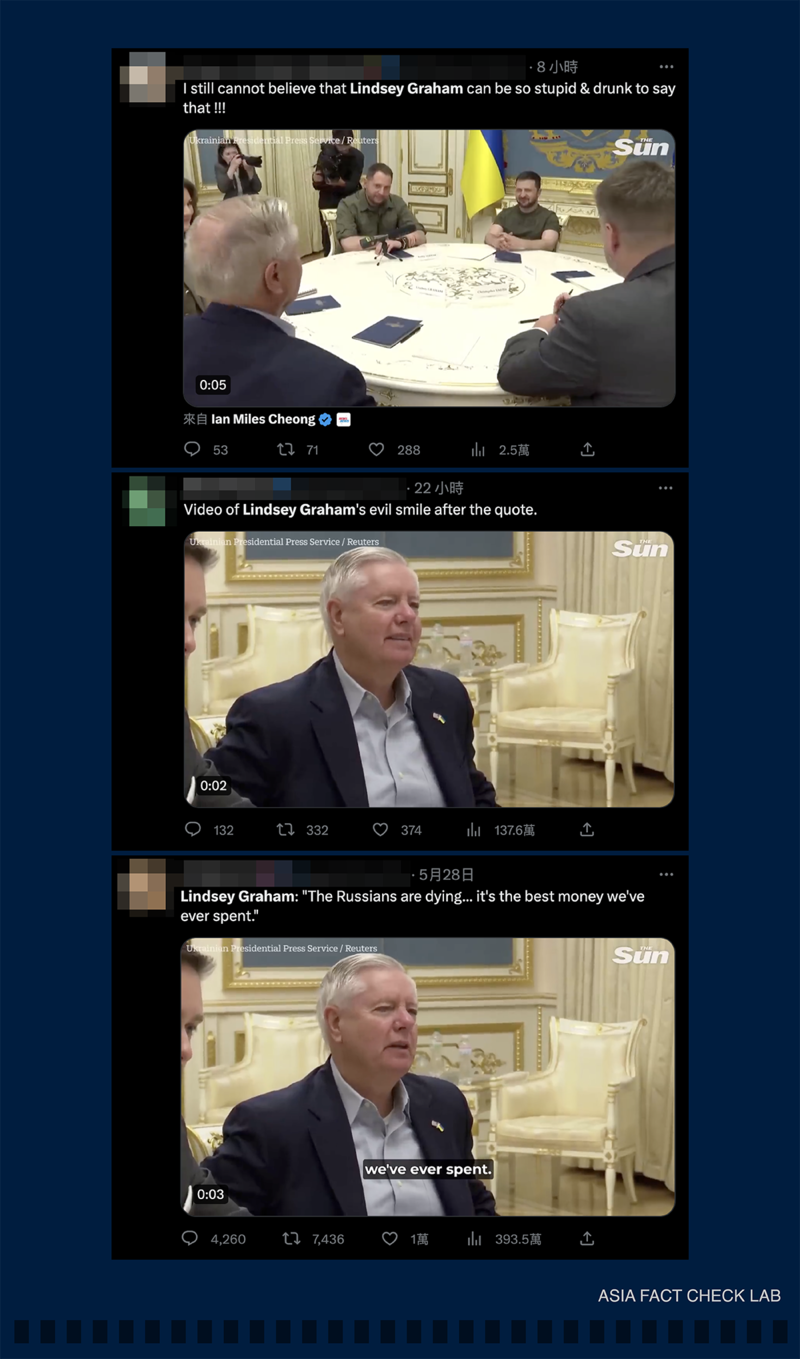 · 8 小時
I still cannot believe that Lindsey Graham can be so stupid & drunk to say
that !!!
Ukrainian Presidential Press Service / Reuters
THE Sun
0:05
來自 Ian Miles Cheong
53 71 288 2.5萬
· 22 小時
Video of Lindsey Graham's evil smile after the quote.
Ukrainian Presidential Press Service / Reuters
THE Sun
0:02
132 332 374 137.6萬
· 5月28日
Lindsey Graham: "The Russians are dying... it's the best money we've
ever spent."
Ukrainian Presidential Press Service / Reuters
THE Sun
we've ever spent.
0:03
4,260 7,436 1萬 393.5萬
ASIA FACT CHECK LAB